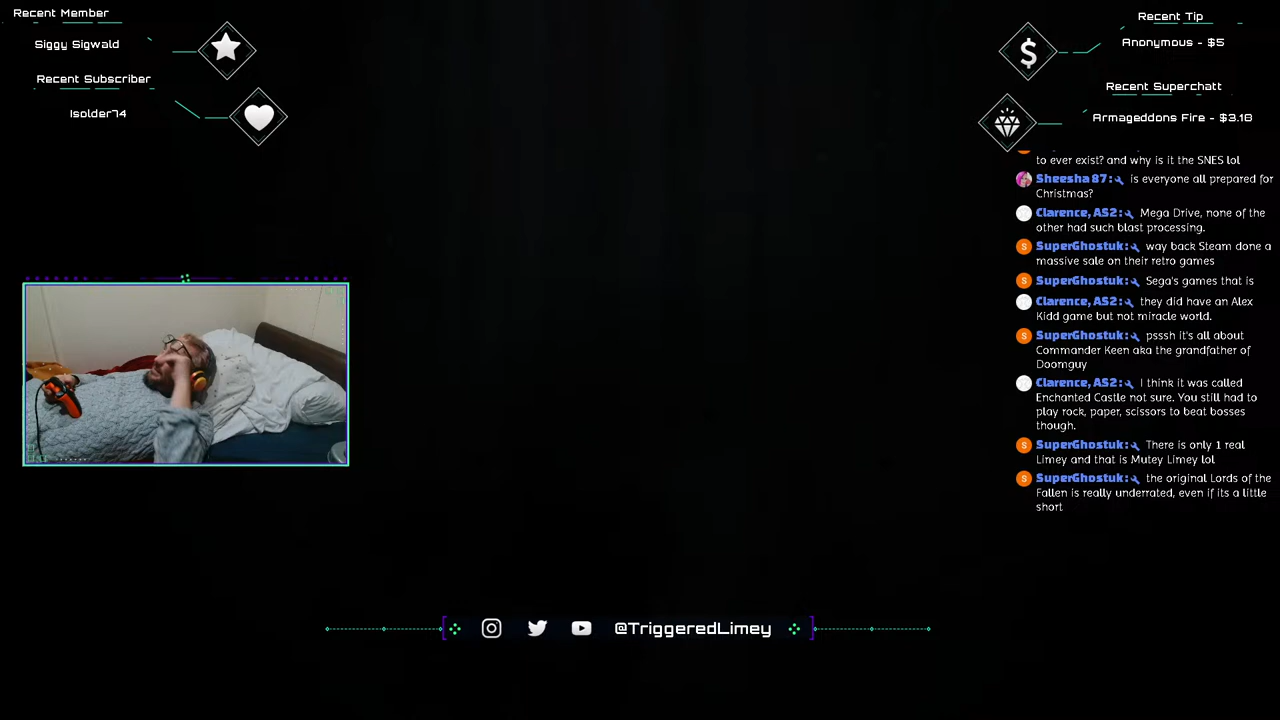 Recent Member
Siggy Sigwald
Recent Subscriber
Isolder74
Recent Tip
Anonymous - $5
Recent Superchatt
Armageddons Fire - $3.18
to ever exist? and why is it the SNES lol
Sheesha 87: is everyone all prepared for
Christmas?
Clarence, AS2: Mega Drive, none of the
other had such blast processing.
SuperGhostuk: way back Steam done a
massive sale on their retro games
SuperGhostuk: Sega's games that is
Clarence, AS2: they did have an Alex
Kidd game but not miracle world.
SuperGhostuk: psssh it's all about
Commander Keen aka the grandfather of
Doomguy
Clarence, AS2: I think it was called
Enchanted Castle not sure. You still had to
play rock, paper, scissors to beat bosses
though.
SuperGhostuk: There is only 1 real
Limey and that is Mutey Limey lol
SuperGhostuk: the original Lords of the
Fallen is really underrated, even if its a little
short
@TriggeredLimey